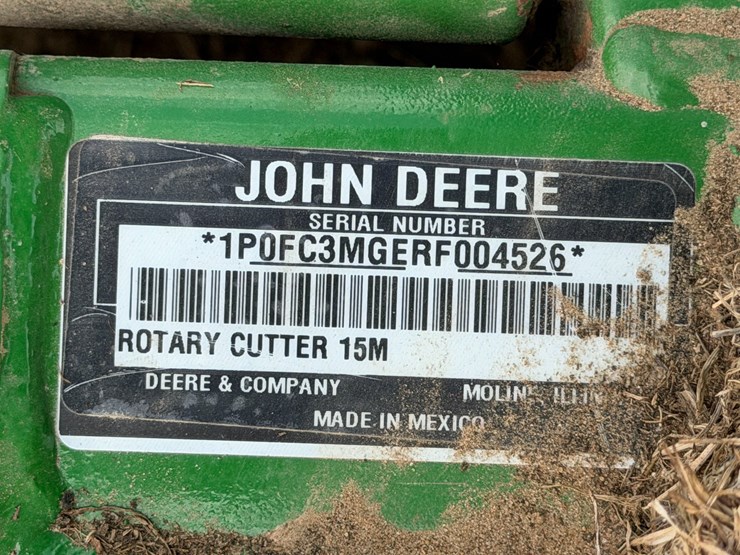 JOHN DEERE
SERIAL NUMBER
*1P0FC3MGERF004526*
ROTARY CUTTER 15M
DEERE & COMPANY
MADE IN MEXICO